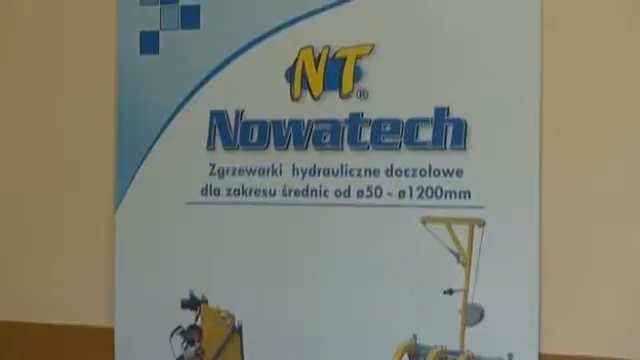 NT®
Nowatech
Zgrzewarki hydrauliczne doczołowe
dla zakresu średnic od ø50 - ø1200mm